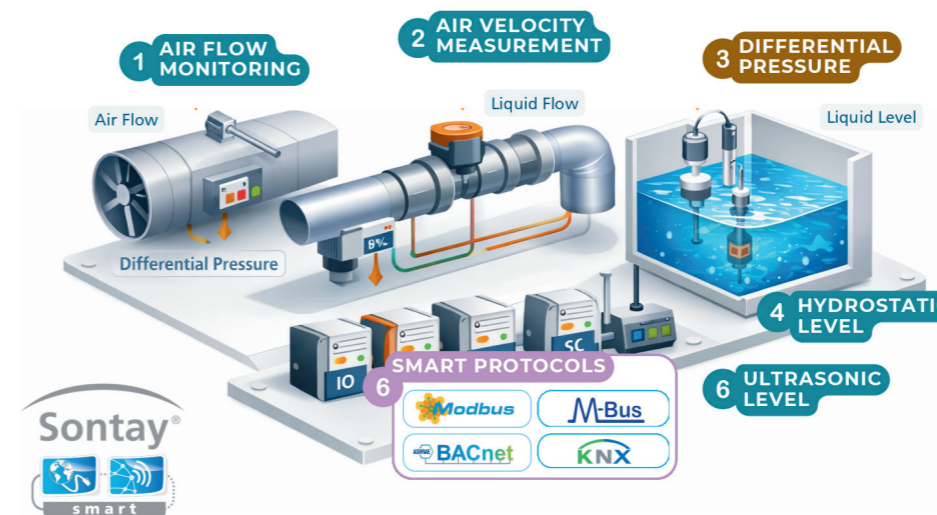 1 AIR FLOW
MONITORING
2 AIR VELOCITY
MEASUREMENT
3 DIFFERENTIAL
PRESSURE
Air Flow
Liquid Flow
Liquid Level
Differential Pressure
4 HYDROSTATI
LEVEL
IO
SC
6 SMART PROTOCOLS
Modbus
M-Bus
ASHRAE BACnet
KNX
6 ULTRASONIC
LEVEL
Sontay®
smart